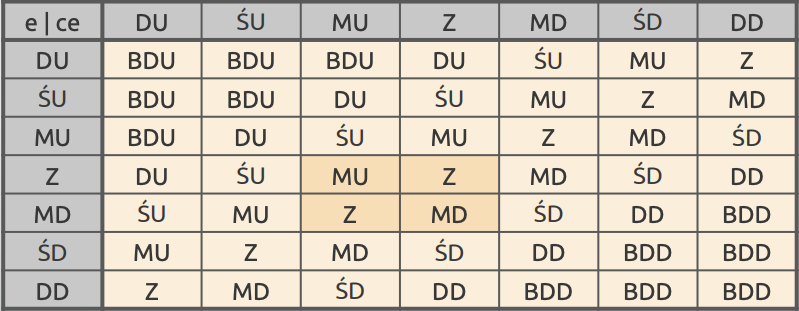 e | ce DU ŚU MU Z MD ŚD DD
DU BDU BDU BDU DU ŚU MU Z
ŚU BDU BDU DU ŚU MU Z MD
MU BDU DU ŚU MU Z MD ŚD
Z DU ŚU MU Z MD ŚD DD
MD ŚU MU Z MD ŚD DD BDD
ŚD MU Z MD ŚD DD BDD BDD
DD Z MD ŚD DD BDD BDD BDD